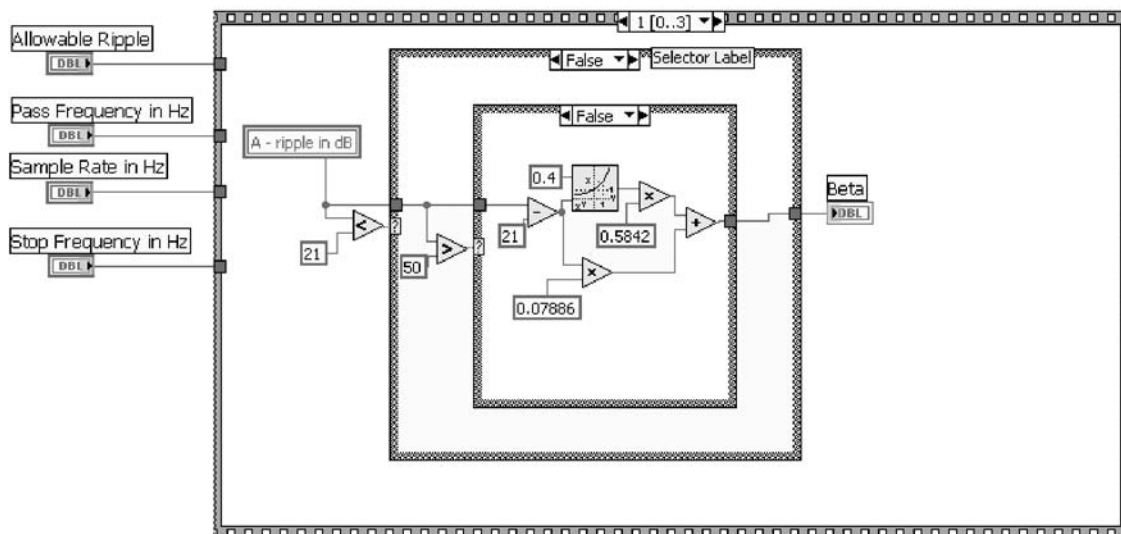 1 [0..3]
Allowable Ripple
DBL
False
Selector Label
Pass Frequency in Hz
DBL
False
A - ripple in dB
Sample Rate in Hz
DBL
0.4
x
x^y
y
×
Beta
DBL
-
+
Stop Frequency in Hz
<
?
21
0.5842
DBL
21
>
?
50
×
0.07886